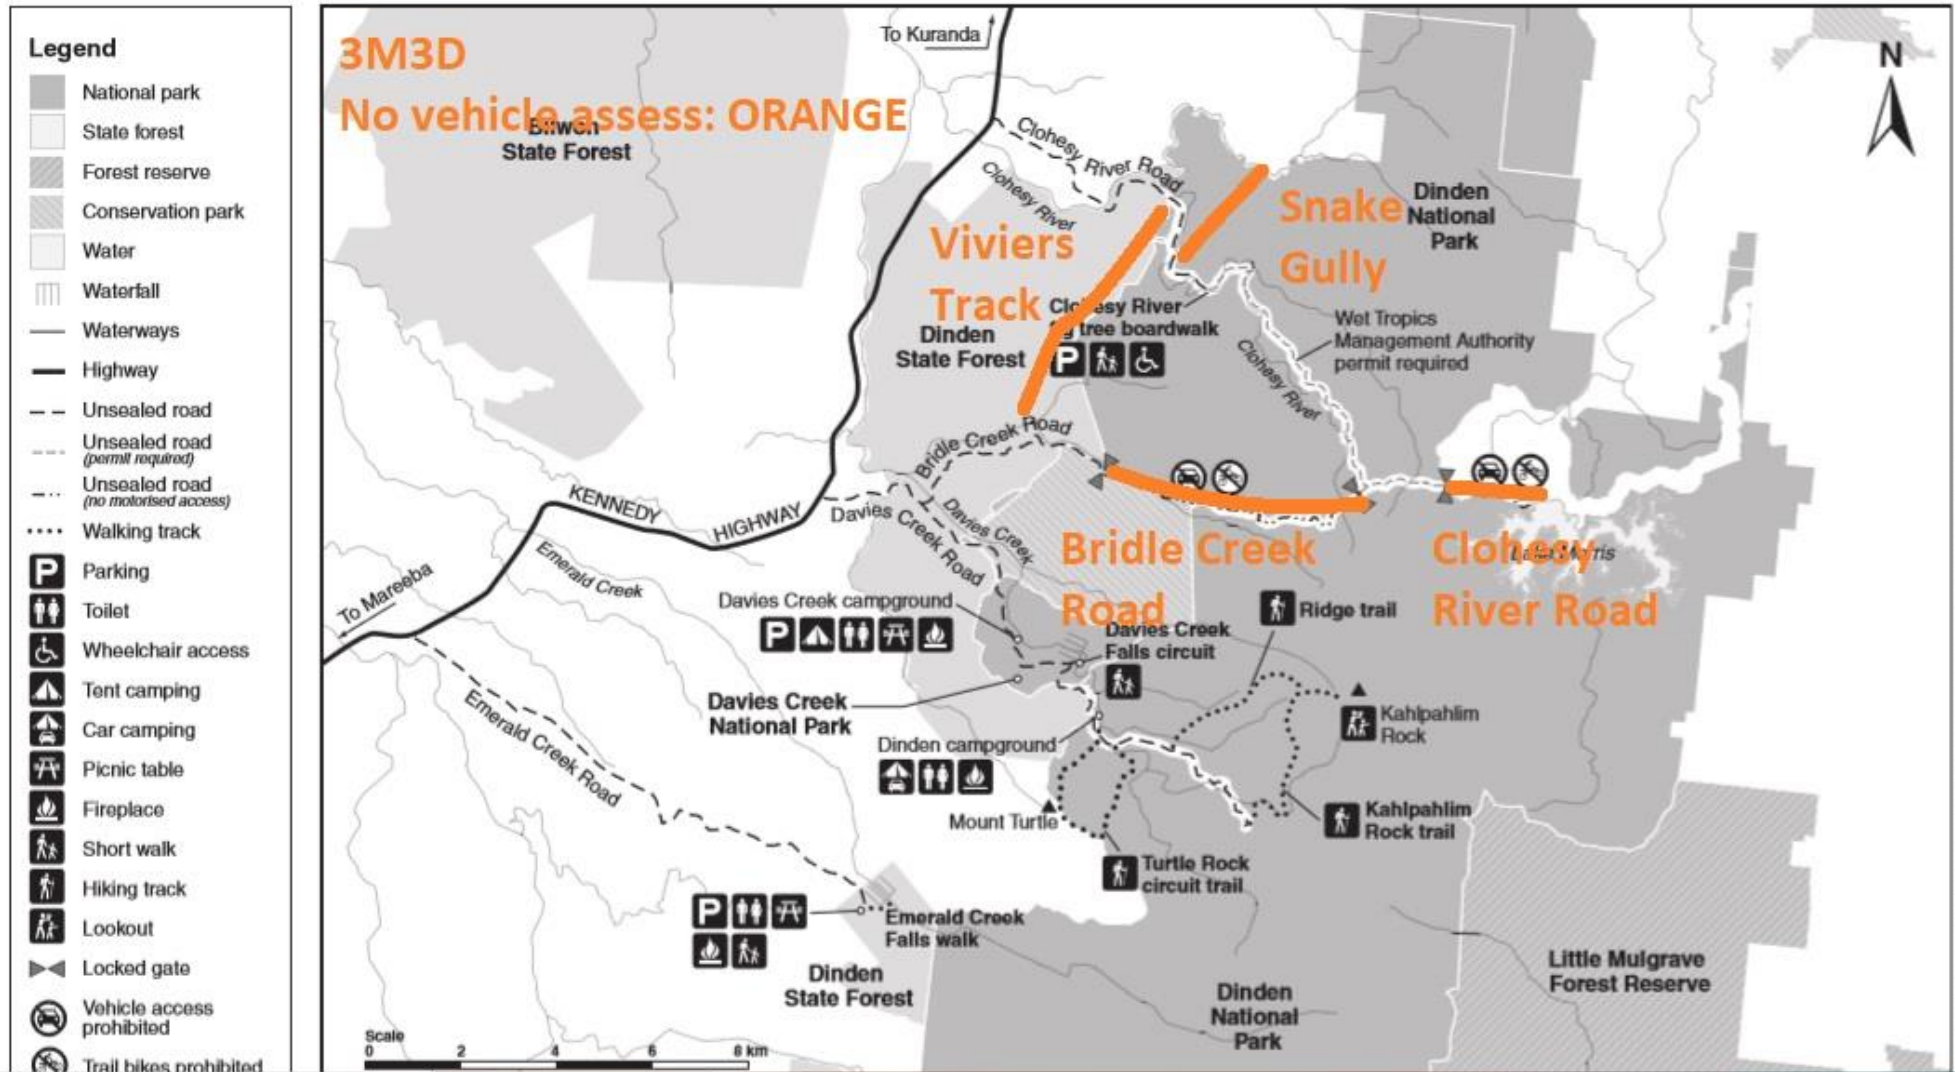 Legend
National park
State forest
Forest reserve
Conservation park
Water
Waterfall
Waterways
Highway
Unsealed road
Unsealed road
(permit required)
Unsealed road
(no motorised access)
Walking track
P Parking
Toilet
Wheelchair access
Tent camping
Car camping
Picnic table
Fireplace
Short walk
Hiking track
Lookout
Locked gate
Vehicle access
prohibited
Trail bikes prohibited
3M3D
No vehicle assess: ORANGE
To Kuranda
N
State Forest
Clohesy River Road
Clohesy River
Viviers
Track
Snake
Gully
Dinden
National
Park
Clohesy River
tree boardwalk
P
Dinden
State Forest
Wet Tropics
Management Authority
permit required
Clohesy River
Bridle Creek Road
KENNEDY
HIGHWAY
Davies Creek Road
Davies Creek
Bridle Creek
Road
Clohesy
River Road
Emerald Creek
To Mareeba
Davies Creek campground
P
Davies Creek
Falls circuit
Ridge trail
Davies Creek
National Park
Kahlpahlim
Rock
Dinden campground
Emerald Creek Road
Mount Turtle
Kahlpahlim
Rock trail
Turtle Rock
circuit trail
P
Emerald Creek
Falls walk
Dinden
State Forest
Dinden
National
Park
Little Mulgrave
Forest Reserve
Scale
0 2 4 6 8 km